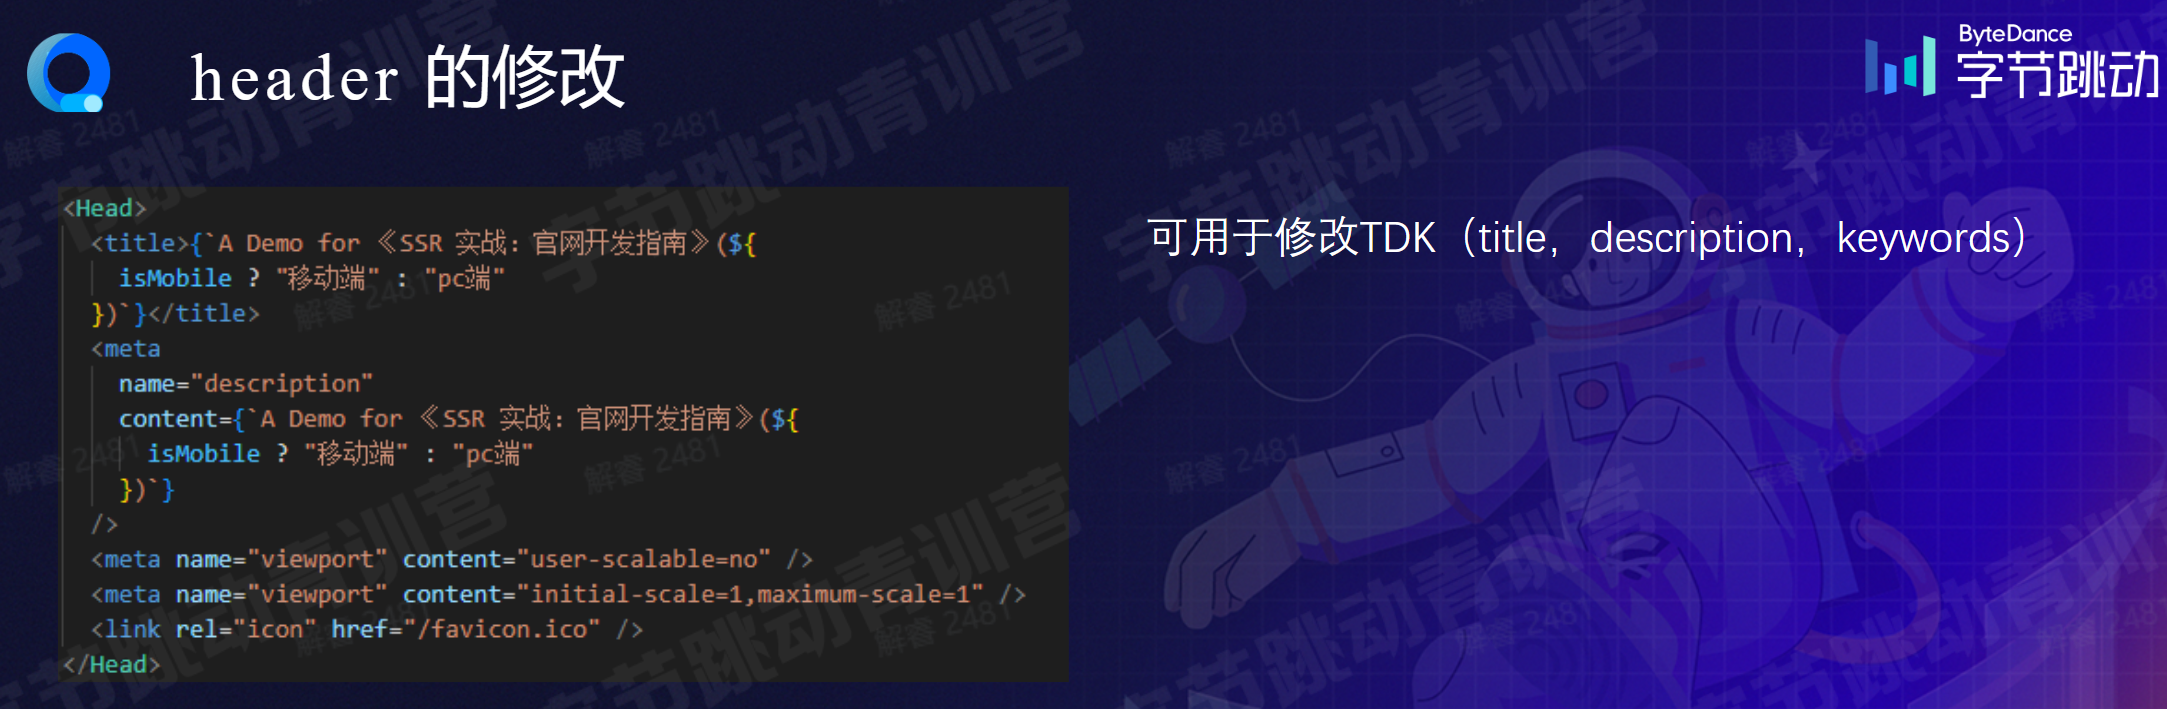 header 的修改
ByteDance
字节跳动
<Head>
<title>{`A Demo for 《SSR 实战：官网开发指南》(${
isMobile ? "移动端" : "pc端"
})`}</title>
<meta
name="description"
content={`A Demo for 《SSR 实战：官网开发指南》(${
isMobile ? "移动端" : "pc端"
})`}
/>
<meta name="viewport" content="user-scalable=no" />
<meta name="viewport" content="initial-scale=1,maximum-scale=1" />
<link rel="icon" href="/favicon.ico" />
</Head>
可用于修改TDK（title，description，keywords）
字节跳动青训营
解睿 2481